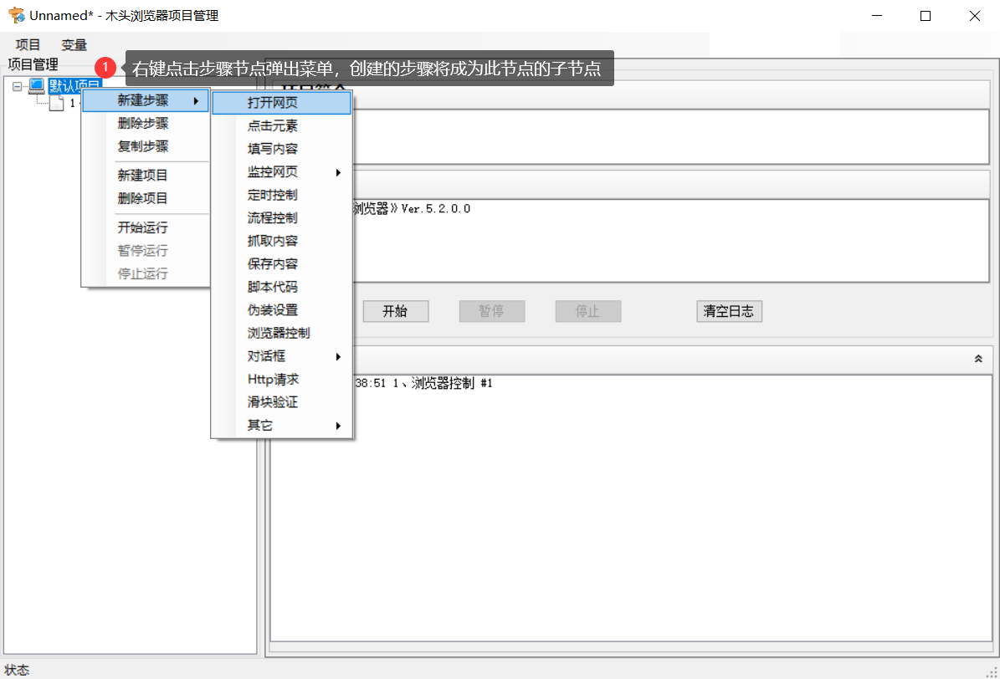 Unnamed* - 木头浏览器项目管理
项目 变量
项目管理
1 右键点击步骤节点弹出菜单，创建的步骤将成为此节点的子节点
默认项目
1
新建步骤
删除步骤
复制步骤
新建项目
删除项目
开始运行
暂停运行
停止运行
打开网页
点击元素
填写内容
监控网页
定时控制
流程控制
抓取内容
保存内容
脚本代码
伪装设置
浏览器控制
对话框
Http请求
滑块验证
其它
浏览器》Ver.5.2.0.0
开始 暂停 停止 清空日志
38:51 1、浏览器控制 #1
状态